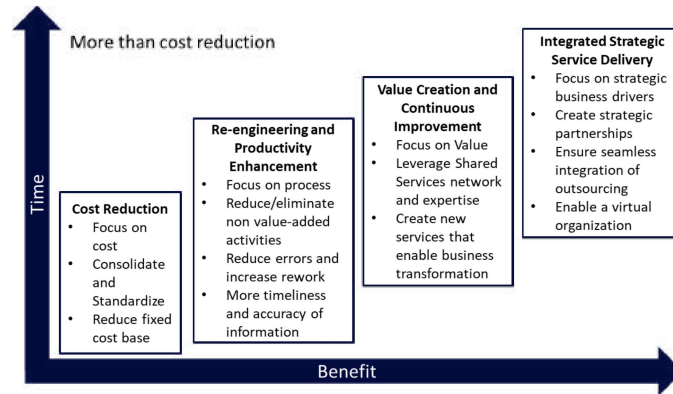 More than cost reduction
Time
Cost Reduction
• Focus on
cost
• Consolidate
and
Standardize
• Reduce fixed
cost base
Re-engineering and
Productivity
Enhancement
• Focus on process
• Reduce/eliminate
non value-added
activities
• Reduce errors and
increase rework
• More timeliness
and accuracy of
information
Value Creation and
Continuous
Improvement
• Focus on Value
• Leverage Shared
Services network
and expertise
• Create new
services that
enable business
transformation
Integrated Strategic
Service Delivery
• Focus on strategic
business drivers
• Create strategic
partnerships
• Ensure seamless
integration of
outsourcing
• Enable a virtual
organization
Benefit